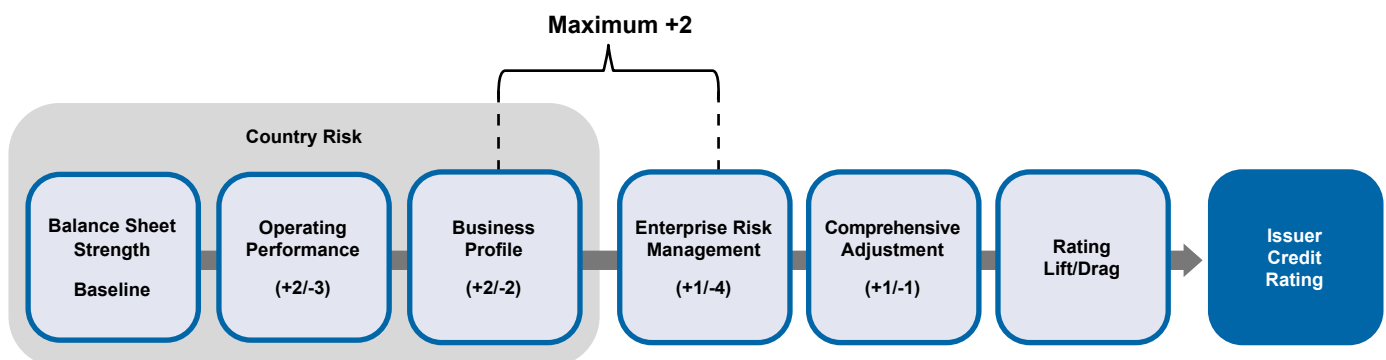 Maximum +2
Country Risk
Balance Sheet
Strength
Baseline
Operating
Performance
(+2/-3)
Business
Profile
(+2/-2)
Enterprise Risk
Management
(+1/-4)
Comprehensive
Adjustment
(+1/-1)
Rating
Lift/Drag
Issuer
Credit
Rating